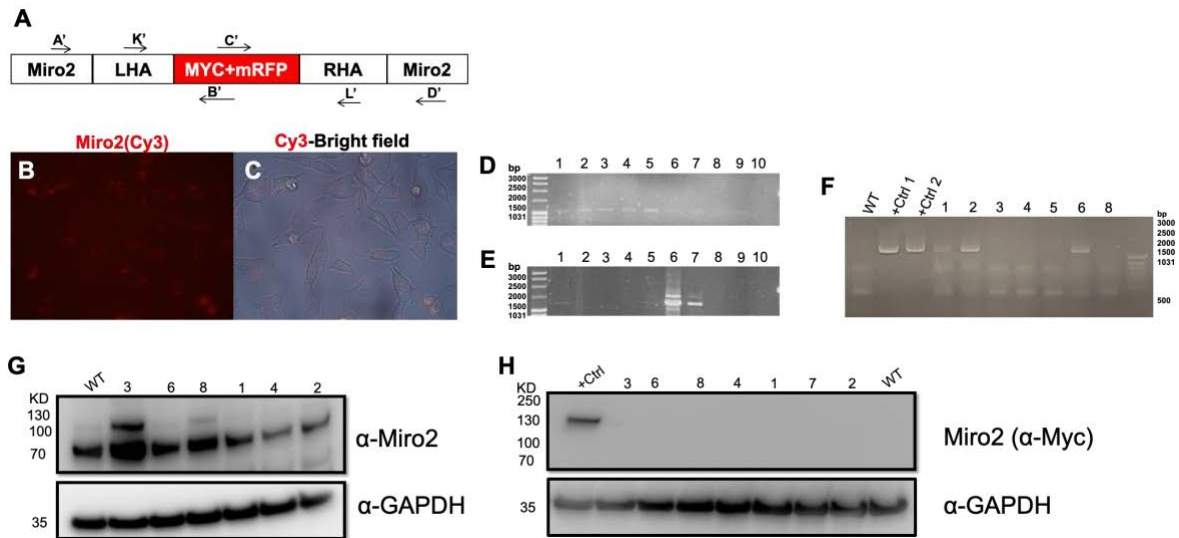 A
A' K' C'
Miro2 LHA MYC+mRFP RHA Miro2
B' L' D'
Miro2(Cy3) Cy3-Bright field
B C
D
bp 1 2 3 4 5 6 7 8 9 10
3000
2000
1500
1031
E
bp 1 2 3 4 5 6 7 8 9 10
3000
2000
1500
1031
F
WT +Ctrl 1 +Ctrl 2 1 2 3 4 5 6 8 bp
3000
2000
1500
1031
500
G
KD WT 3 6 8 1 4 2
130
100
70
α-Miro2
35 α-GAPDH
H
KD +Ctrl 3 6 8 4 1 7 2 WT
250
130
100
70
Miro2 (α-Myc)
35 α-GAPDH